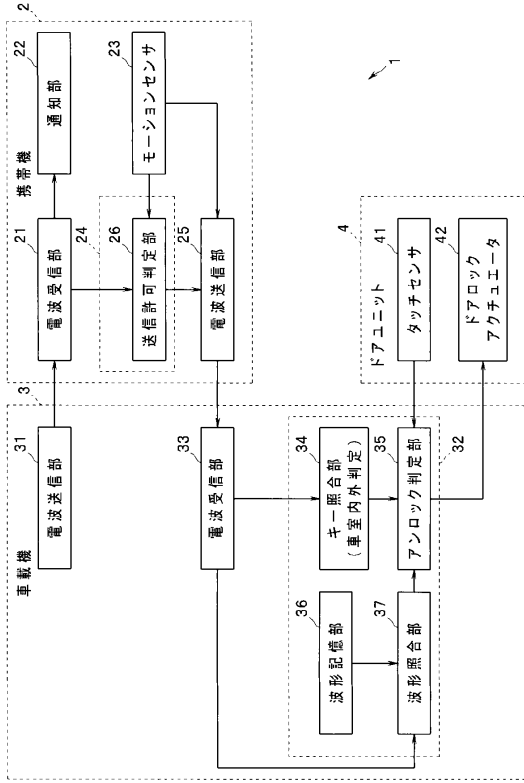 車載機
3
31
電波送信部
33
電波受信部
34
キー照合部
(車室内外判定)
35
アンロック判定部
32
36
波形記憶部
37
波形照合部
携帯機
2
21
電波受信部
22
通知部
23
モーションセンサ
24
26
送信許可判定部
25
電波送信部
ドアユニット
4
41
タッチセンサ
42
ドアロック
アクチュエータ
1